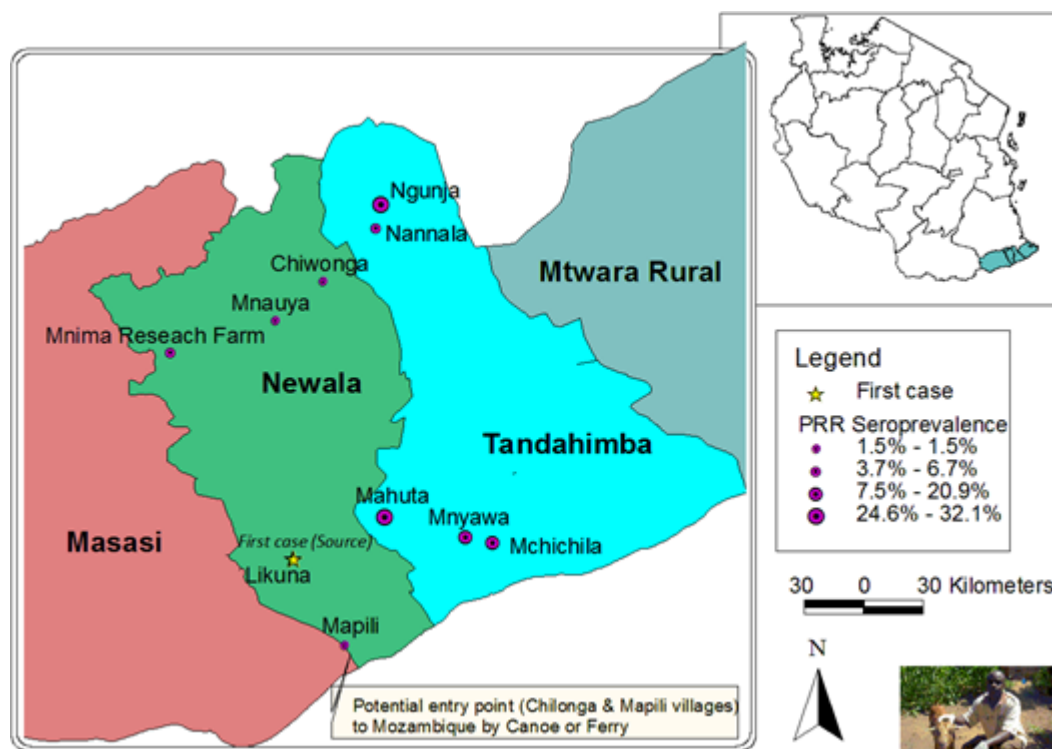 Ngunja
Nannala
Chiwonga
Mnauya
Mnima Reseach Farm
Mtwara Rural
Newala
Tandahimba
Mahuta
Mnyawa
Mchichila
Masasi
First case (Source)
Likuna
Mapili
Potential entry point (Chilonga & Mapili villages)
to Mozambique by Canoe or Ferry
Legend
First case
PRR Seroprevalence
1.5% - 1.5%
3.7% - 6.7%
7.5% - 20.9%
24.6% - 32.1%
30 0 30 Kilometers
N